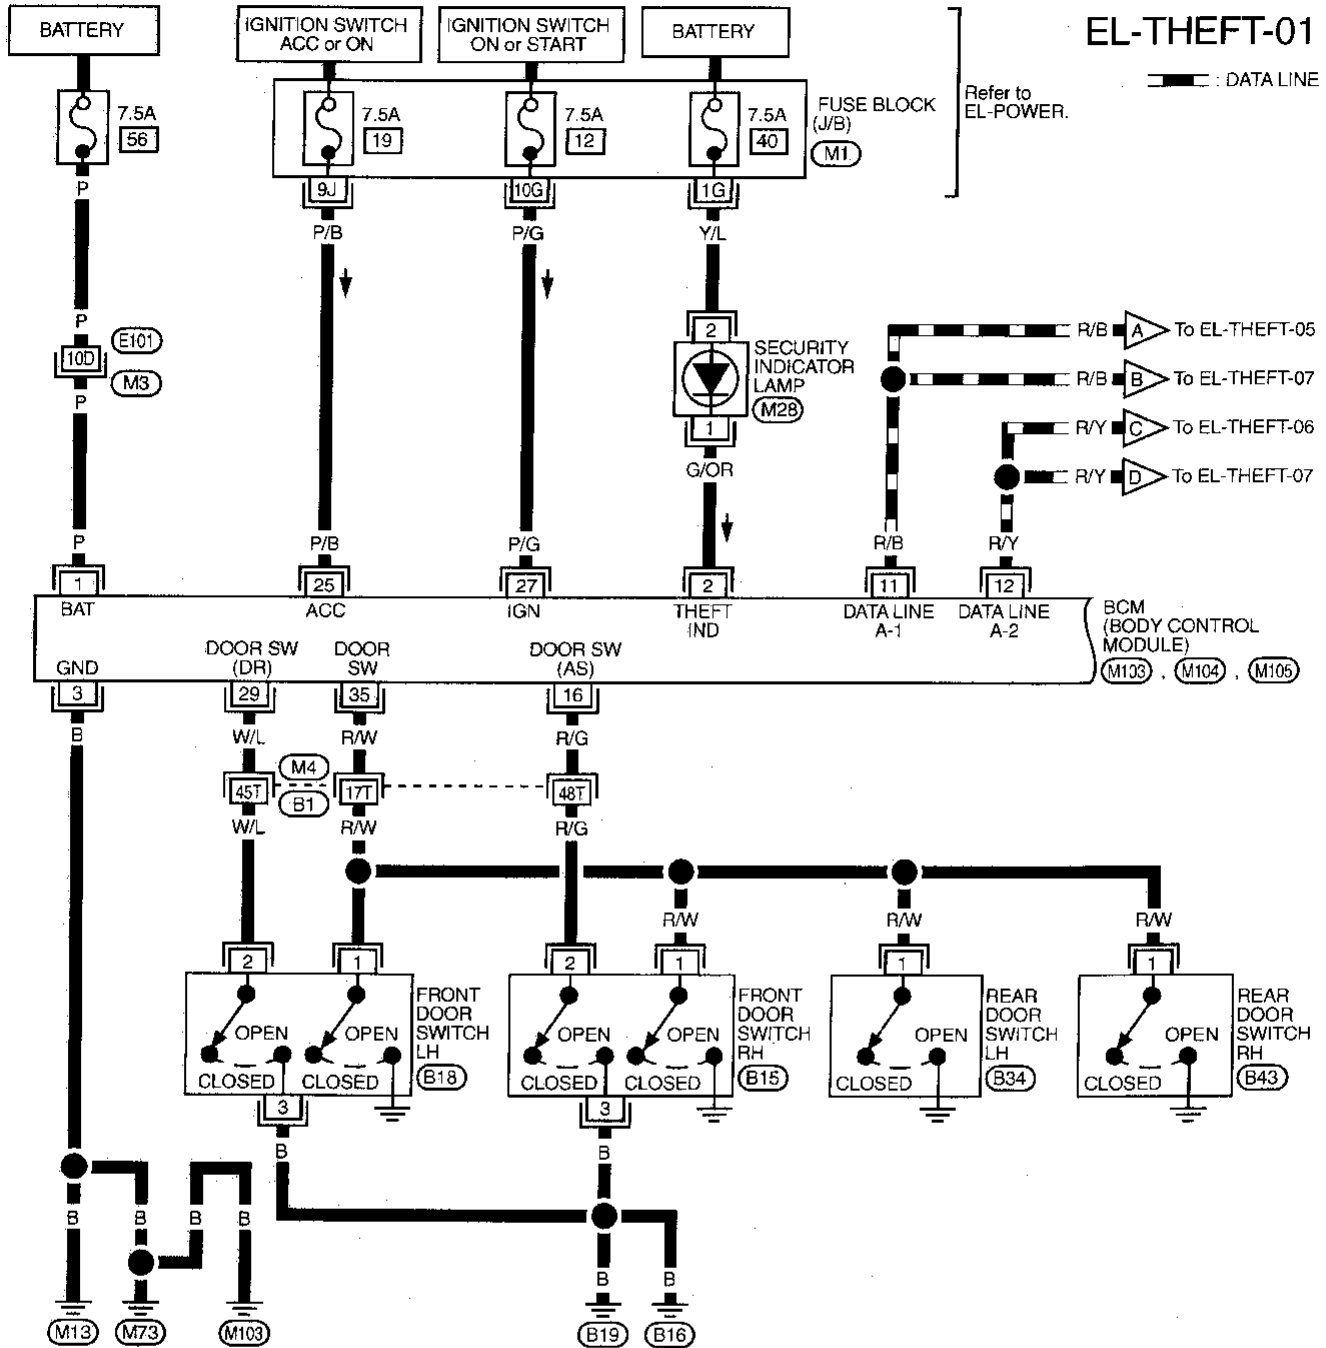 EL-THEFT-01
: DATA LINE
BATTERY
IGNITION SWITCH
ACC or ON
IGNITION SWITCH
ON or START
BATTERY
7.5A
56
7.5A
19
7.5A
12
7.5A
40
FUSE BLOCK
(J/B)
M1
Refer to
EL-POWER.
P
9J
10G
1G
P/B
P/G
Y/L
P
10D
E101
M3
P
2
SECURITY
INDICATOR
LAMP
M28
1
G/OR
R/B
A
To EL-THEFT-05
R/B
B
To EL-THEFT-07
R/Y
C
To EL-THEFT-06
R/Y
D
To EL-THEFT-07
P
P/B
P/G
R/B
R/Y
1
25
27
2
11
12
BAT
ACC
IGN
THEFT
IND
DATA LINE
A-1
DATA LINE
A-2
BCM
(BODY CONTROL
MODULE)
M103 , M104 , M105
GND
DOOR SW
(DR)
DOOR
SW
DOOR SW
(AS)
3
29
35
16
B
W/L
R/W
R/G
45T
M4
B1
17T
48T
W/L
R/W
R/G
R/W
R/W
R/W
2
1
2
1
1
1
OPEN
CLOSED
OPEN
CLOSED
FRONT
DOOR
SWITCH
LH
B18
OPEN
CLOSED
OPEN
CLOSED
FRONT
DOOR
SWITCH
RH
B15
OPEN
CLOSED
REAR
DOOR
SWITCH
LH
B34
OPEN
CLOSED
REAR
DOOR
SWITCH
RH
B43
3
3
B
B
B
B
B
B
B
B
M13
M73
M103
B19
B16